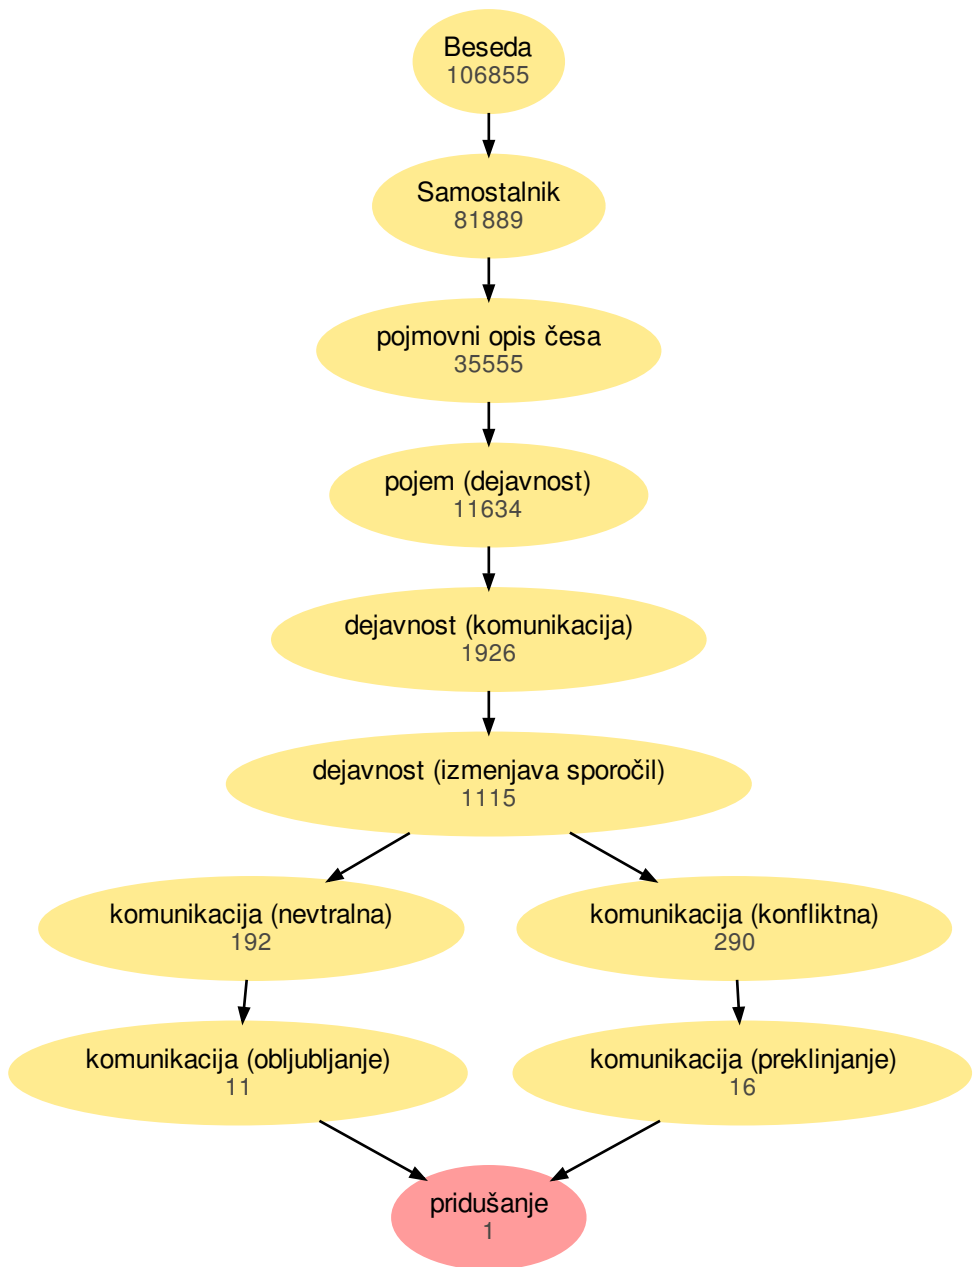 Beseda
106855
Samostalnik
81889
pojmovni opis česa
35555
pojem (dejavnost)
11634
dejavnost (komunikacija)
1926
dejavnost (izmenjava sporočil)
1115
komunikacija (nevtralna)
192
komunikacija (konfliktna)
290
komunikacija (obljubljanje)
11
komunikacija (preklinjanje)
16
pridušanje
1